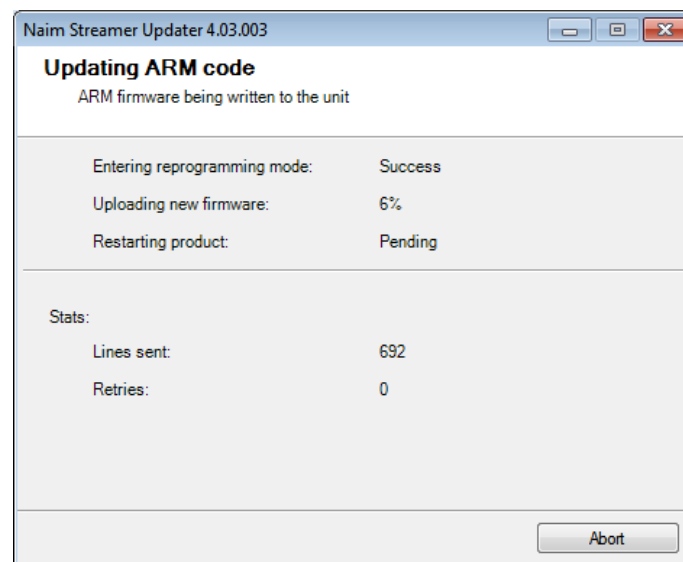 Naim Streamer Updater 4.03.003
Updating ARM code
ARM firmware being written to the unit
Entering reprogramming mode: Success
Uploading new firmware: 6%
Restarting product: Pending
Stats:
Lines sent: 692
Retries: 0
Abort